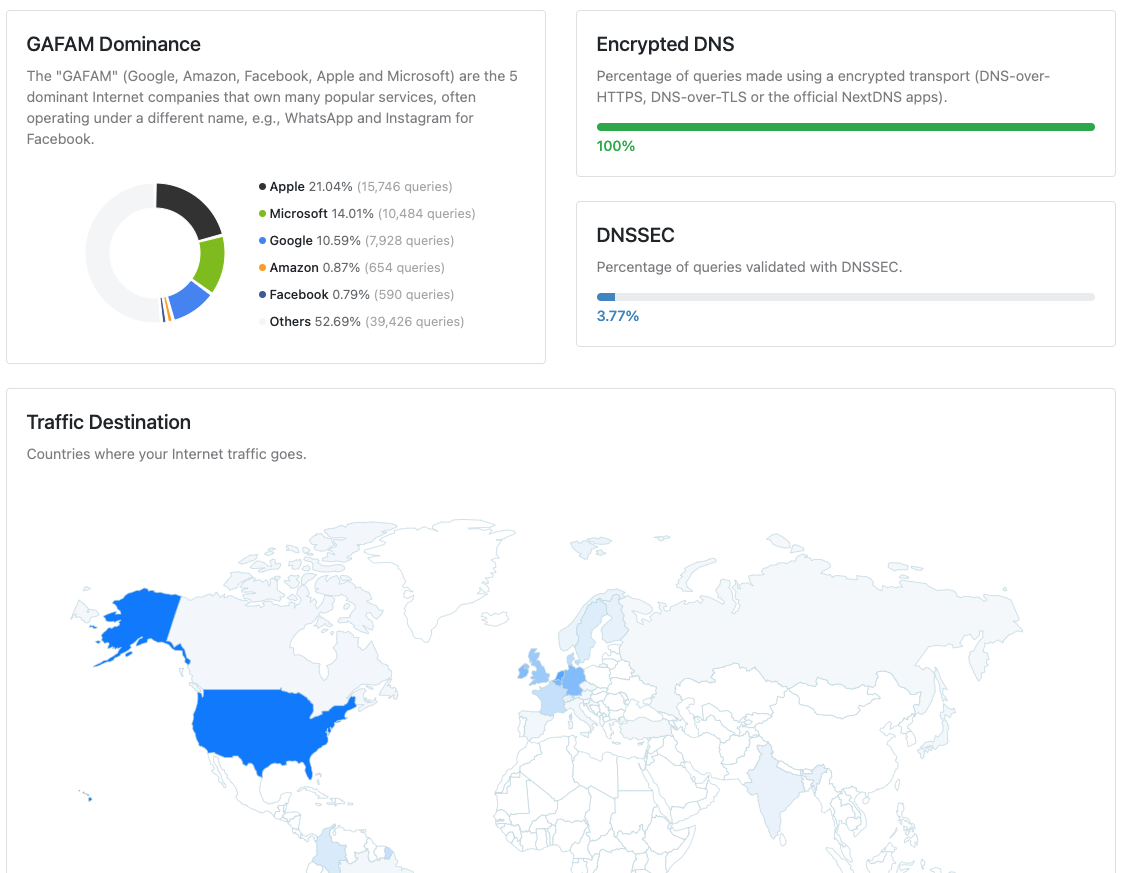 GAFAM Dominance
The "GAFAM" (Google, Amazon, Facebook, Apple and Microsoft) are the 5
dominant Internet companies that own many popular services, often
operating under a different name, e.g., WhatsApp and Instagram for
Facebook.
Apple 21.04% (15,746 queries)
Microsoft 14.01% (10,484 queries)
Google 10.59% (7,928 queries)
Amazon 0.87% (654 queries)
Facebook 0.79% (590 queries)
Others 52.69% (39,426 queries)
Encrypted DNS
Percentage of queries made using a encrypted transport (DNS-over-
HTTPS, DNS-over-TLS or the official NextDNS apps).
100%
DNSSEC
Percentage of queries validated with DNSSEC.
3.77%
Traffic Destination
Countries where your Internet traffic goes.